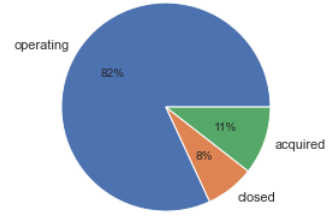 operating
82%
11%
acquired
8%
closed